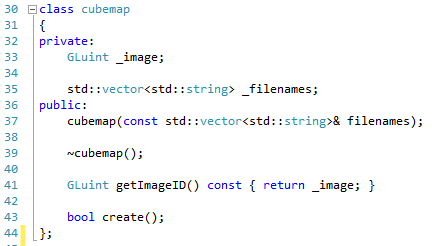 30 class cubemap
31 {
32 private:
33     GLuint _image;
34
35     std::vector<std::string> _filenames;
36 public:
37     cubemap(const std::vector<std::string>& filenames);
38
39     ~cubemap();
40
41     GLuint getImageID() const { return _image; }
42
43     bool create();
44 };